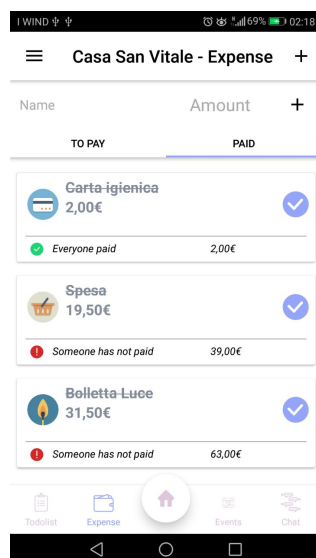 I WIND 69% 02:18
Casa San Vitale - Expense +
Name Amount +
TO PAY PAID
Carta igienica
2,00€
Everyone paid 2,00€
Spesa
19,50€
Someone has not paid 39,00€
Bolletta Luce
31,50€
Someone has not paid 63,00€
Todolist Expense Events Chat